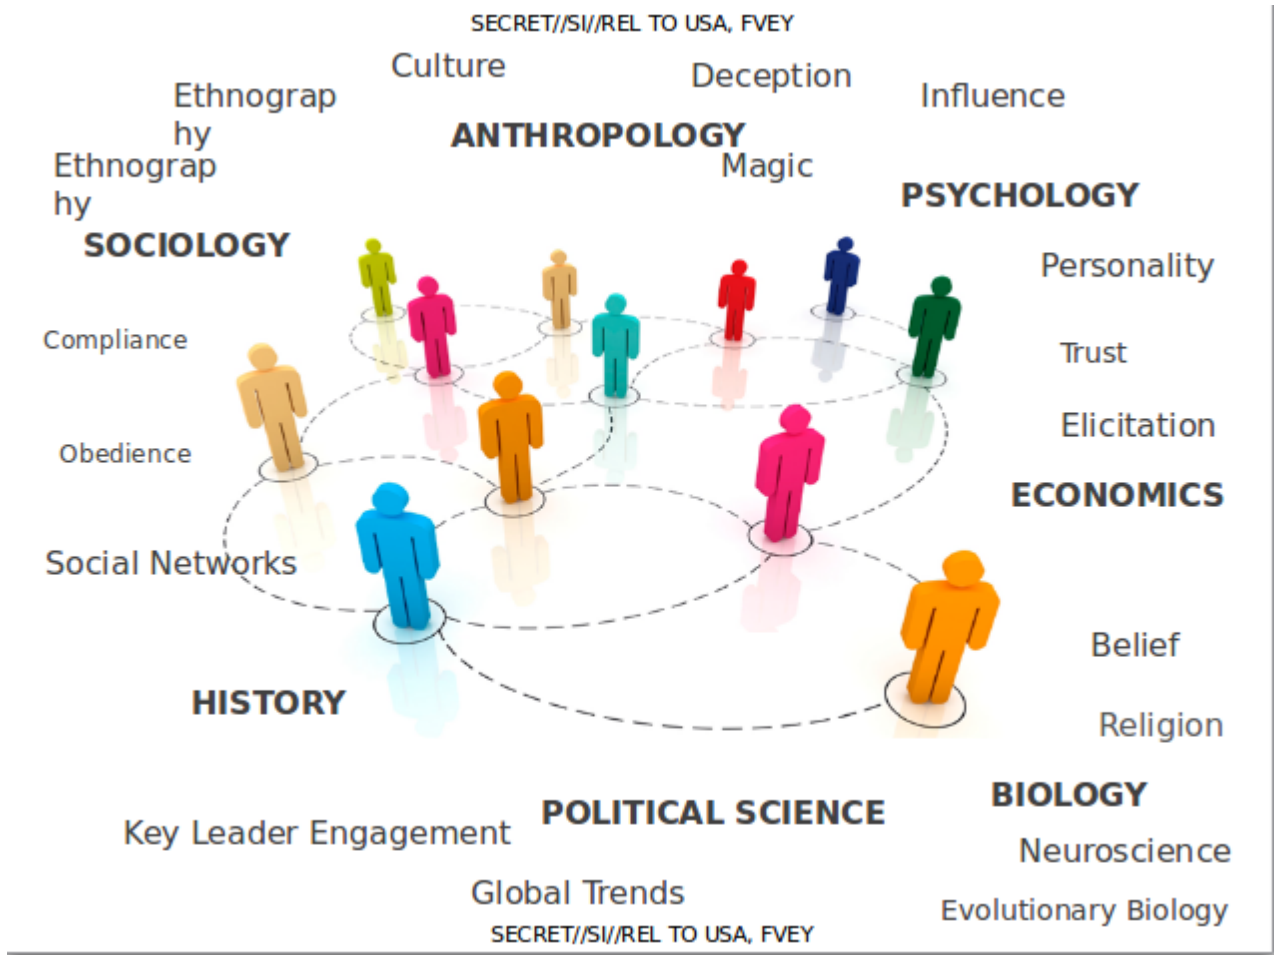 SECRET//SI//REL TO USA, FVEY
Culture
Deception
Influence
Ethnograp
hy
ANTHROPOLOGY
Magic
Ethnograp
hy
PSYCHOLOGY
SOCIOLOGY
Personality
Compliance
Trust
Elicitation
Obedience
ECONOMICS
Social Networks
Belief
HISTORY
Religion
BIOLOGY
POLITICAL SCIENCE
Key Leader Engagement
Neuroscience
Global Trends
Evolutionary Biology
SECRET//SI//REL TO USA, FVEY